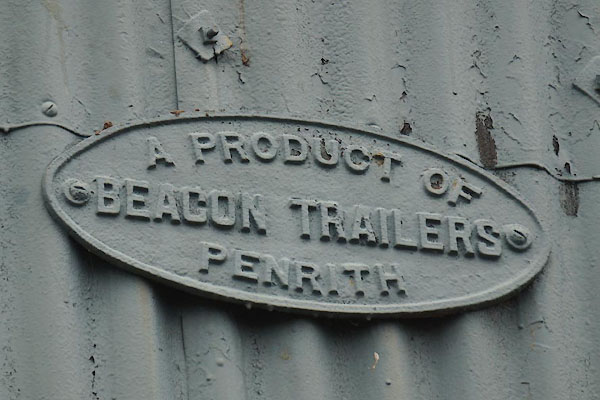 A PRODUCT OF
BEACON TRAILERS
PENRITH